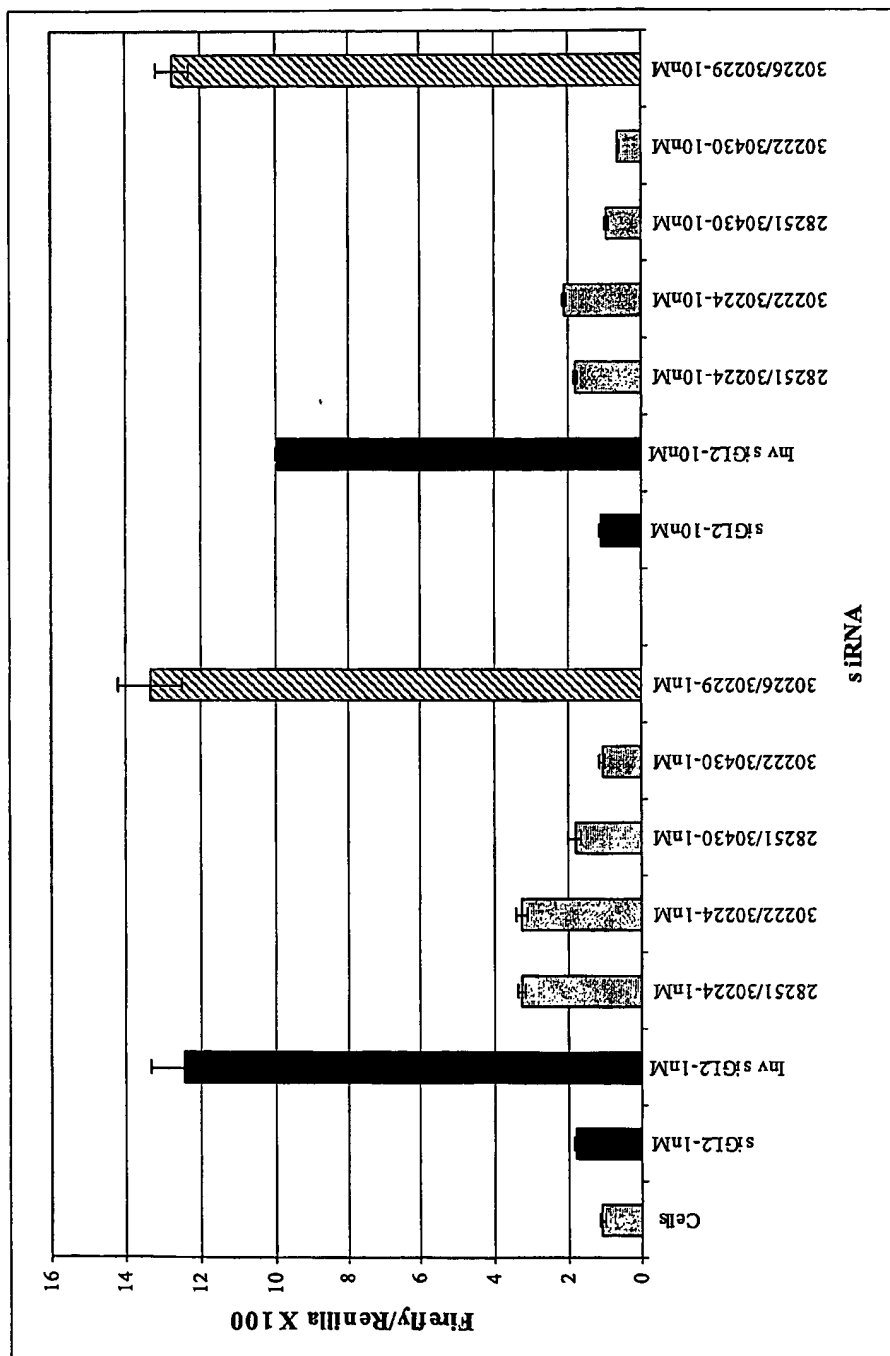 Firefly/Renilla X 100
16
14
12
10
8
6
4
2
0
Cells
siGL2-1nM
Inv siGL2-1nM
28251/30224-1nM
30222/30224-1nM
28251/30430-1nM
30222/30430-1nM
30226/30229-1nM
siGL2-10nM
Inv siGL2-10nM
28251/30224-10nM
30222/30224-10nM
28251/30430-10nM
30222/30430-10nM
30226/30229-10nM
siRNA